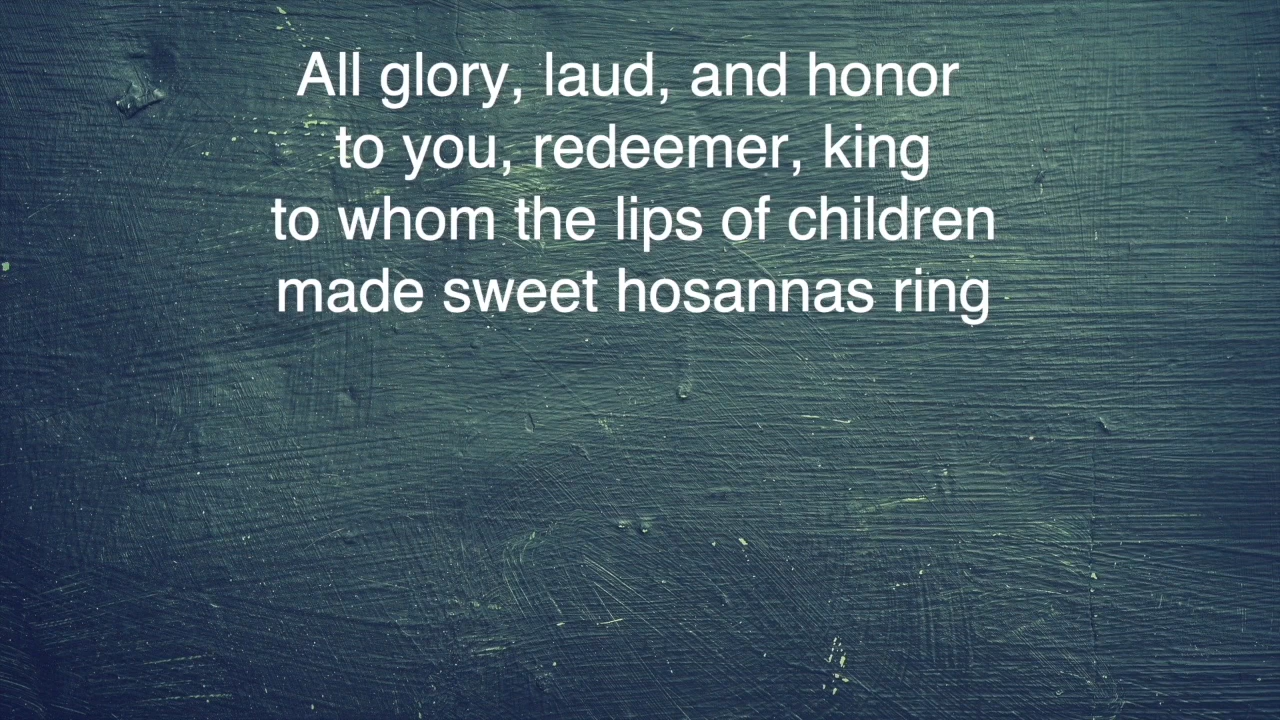 All glory, laud, and honor
to you, redeemer, king
to whom the lips of children
made sweet hosannas ring